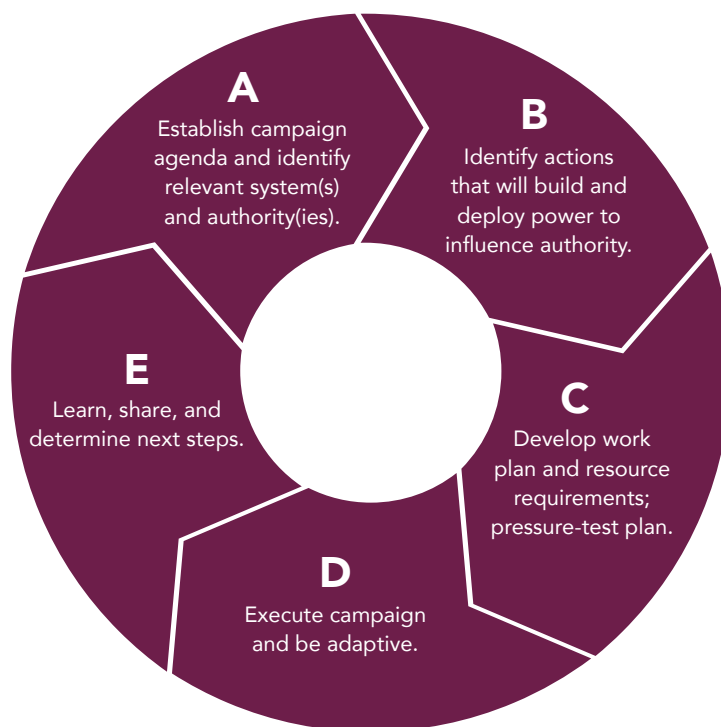 A
Establish campaign
agenda and identify
relevant system(s)
and authority(ies).
B
Identify actions
that will build and
deploy power to
influence authority.
C
Develop work
plan and resource
requirements;
pressure-test plan.
D
Execute campaign
and be adaptive.
E
Learn, share, and
determine next steps.